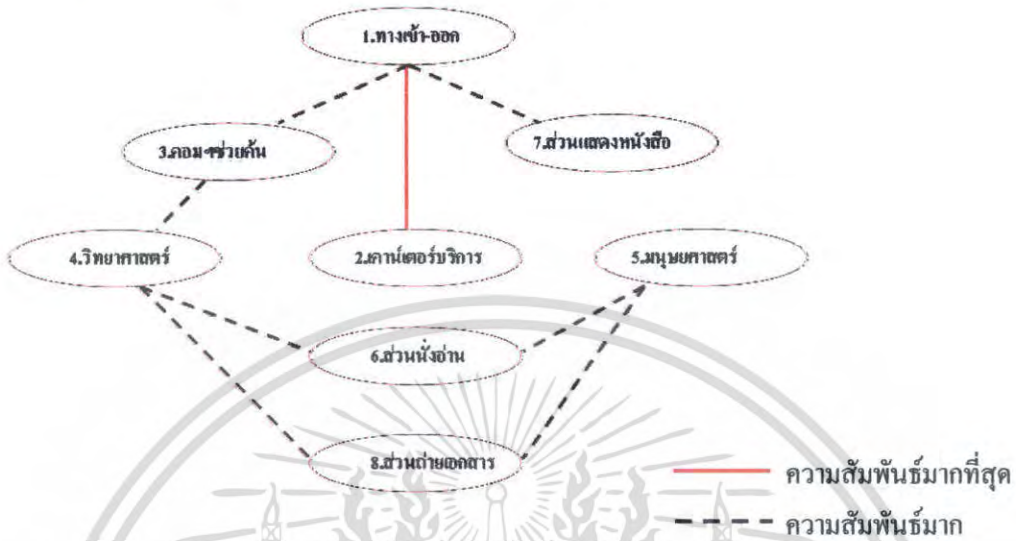 1.ทางเข้า-ออก
3.คอมฯช่วยค้น
7.ส่วนแสดงหนังสือ
4.วิทยาศาสตร์
2.เคาน์เตอร์บริการ
5.มนุษยศาสตร์
6.ส่วนนั่งอ่าน
8.ส่วนถ่ายเอกสาร
ความสัมพันธ์มากที่สุด
ความสัมพันธ์มาก